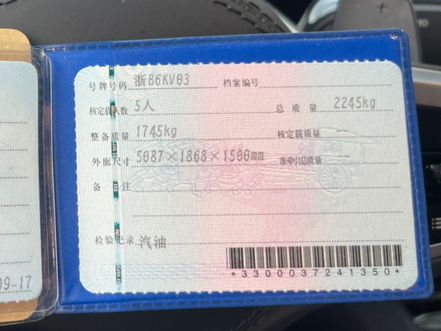 号牌号码 浙B6KV03 档案编号
核定载人数 5人 总质量 2245kg
整备质量 1745kg 核定载质量
外廓尺寸 5087×1868×1500mm 准牵引总质量
备注
检验记录 汽油
*3300037241350*
09-17